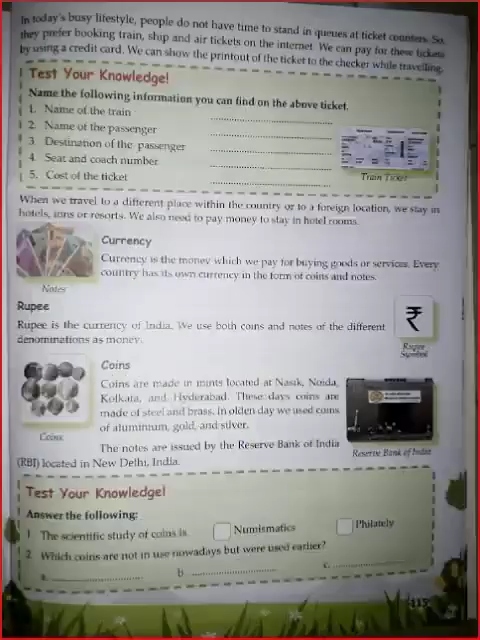 In today's busy lifestyle, people do not have time to stand in queues at ticket counters. So,
they prefer booking train, ship and air tickets on the internet. We can pay for these tickets
by using a credit card. We can show the printout of the ticket to the checker while travelling.
Test Your Knowledge!
Name the following information you can find on the above ticket.
1. Name of the train
2. Name of the passenger
3. Destination of the passenger
4. Seat and coach number
5. Cost of the ticket
Train Ticket
When we travel to a different place within the country or to a foreign location, we stay in
hotels, inns or resorts. We also need to pay money to stay in hotel rooms.
Currency
Currency is the money which we pay for buying goods or services. Every
country has its own currency in the form of coins and notes.
Notes
Rupee
Rupee is the currency of India. We use both coins and notes of the different
denominations as money.
₹
Rupee
Symbol
Coins
Coins are made in mints located at Nasik, Noida,
Kolkata, and Hyderabad. These days coins are
made of steel and brass. In olden day we used coins
of aluminium, gold, and silver.
Coins
The notes are issued by the Reserve Bank of India
(RBI) located in New Delhi, India.
Reserve Bank of India
Test Your Knowledge!
Answer the following:
1 The scientific study of coins is Numismatics Philately
2 Which coins are not in use nowadays but were used earlier?
a. b. c.
115